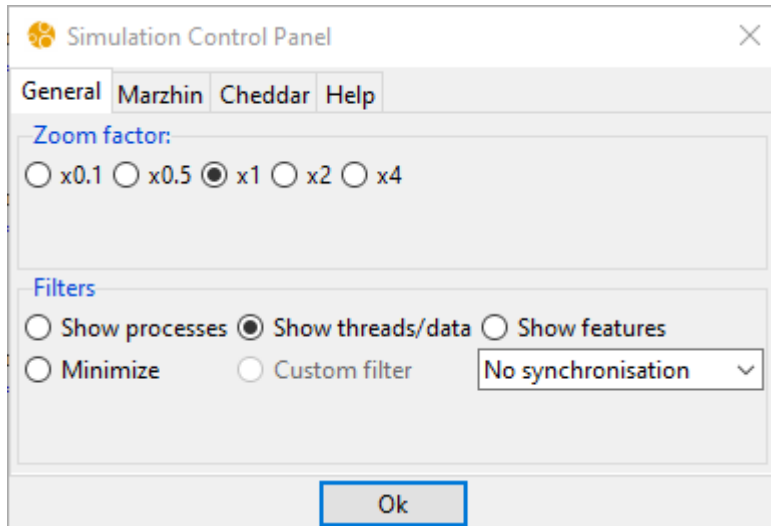 Simulation Control Panel
General Marzhin Cheddar Help
Zoom factor:
x0.1 x0.5 x1 x2 x4
Filters
Show processes Show threads/data Show features
Minimize Custom filter No synchronisation
Ok